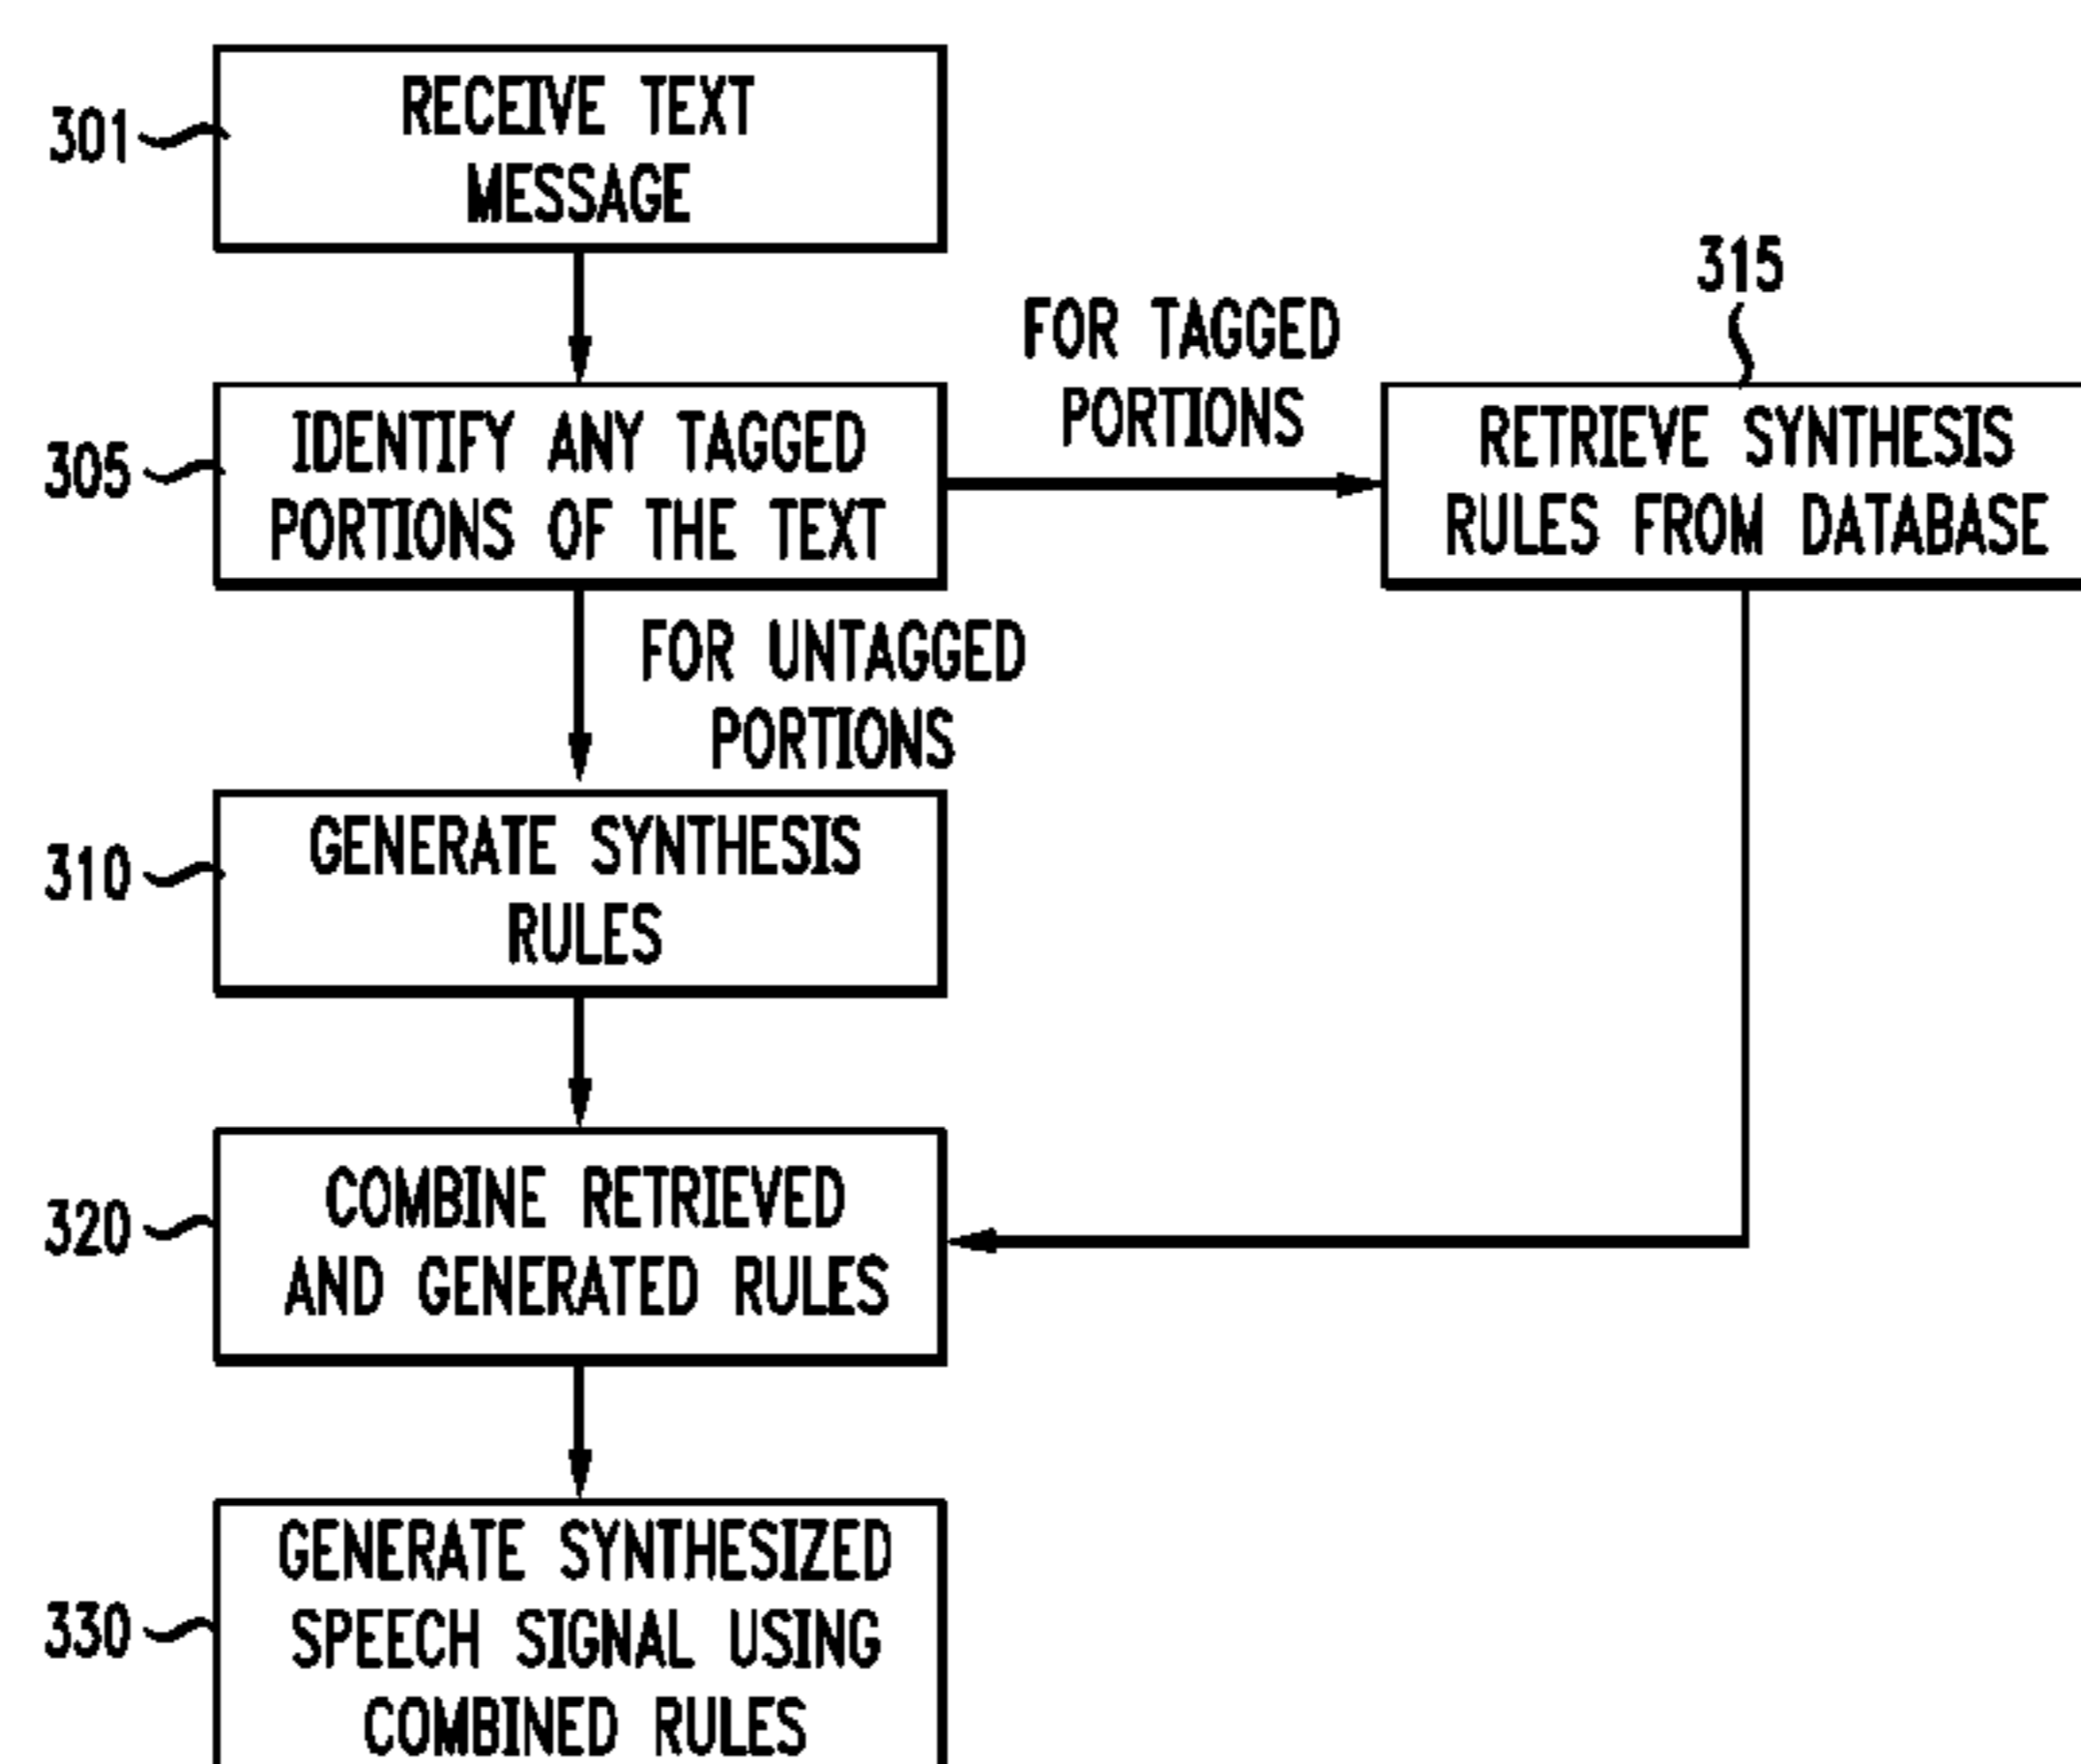 301
RECEIVE TEXT
MESSAGE
315
FOR TAGGED
PORTIONS
305
IDENTIFY ANY TAGGED
PORTIONS OF THE TEXT
RETRIEVE SYNTHESIS
RULES FROM DATABASE
FOR UNTAGGED
PORTIONS
310
GENERATE SYNTHESIS
RULES
320
COMBINE RETRIEVED
AND GENERATED RULES
330
GENERATE SYNTHESIZED
SPEECH SIGNAL USING
COMBINED RULES